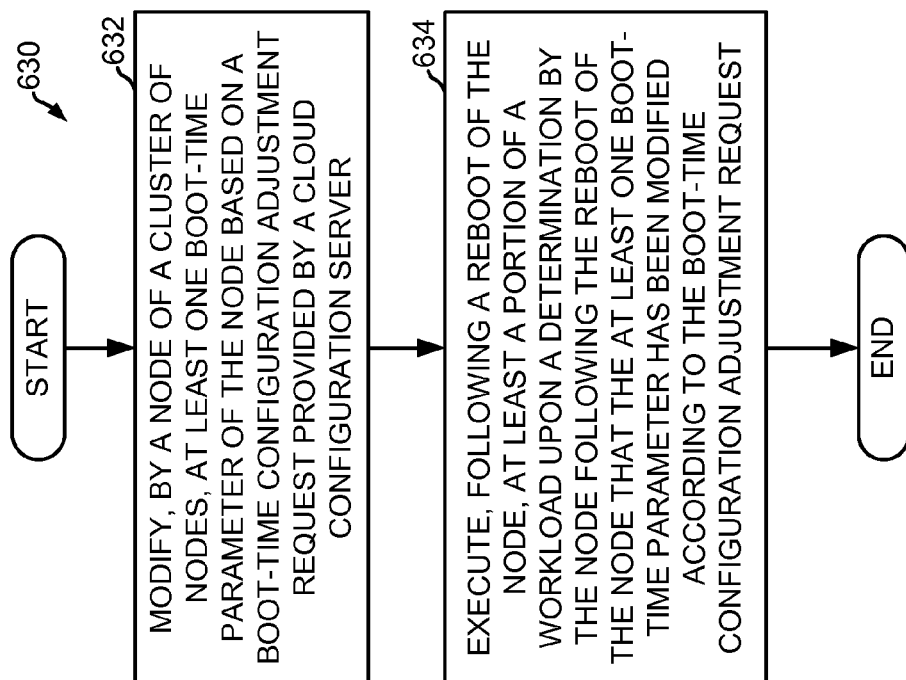 630
START
632
MODIFY, BY A NODE OF A CLUSTER OF
NODES, AT LEAST ONE BOOT-TIME
PARAMETER OF THE NODE BASED ON A
BOOT-TIME CONFIGURATION ADJUSTMENT
REQUEST PROVIDED BY A CLOUD
CONFIGURATION SERVER
634
EXECUTE, FOLLOWING A REBOOT OF THE
NODE, AT LEAST A PORTION OF A
WORKLOAD UPON A DETERMINATION BY
THE NODE FOLLOWING THE REBOOT OF
THE NODE THAT THE AT LEAST ONE BOOT-
TIME PARAMETER HAS BEEN MODIFIED
ACCORDING TO THE BOOT-TIME
CONFIGURATION ADJUSTMENT REQUEST
END